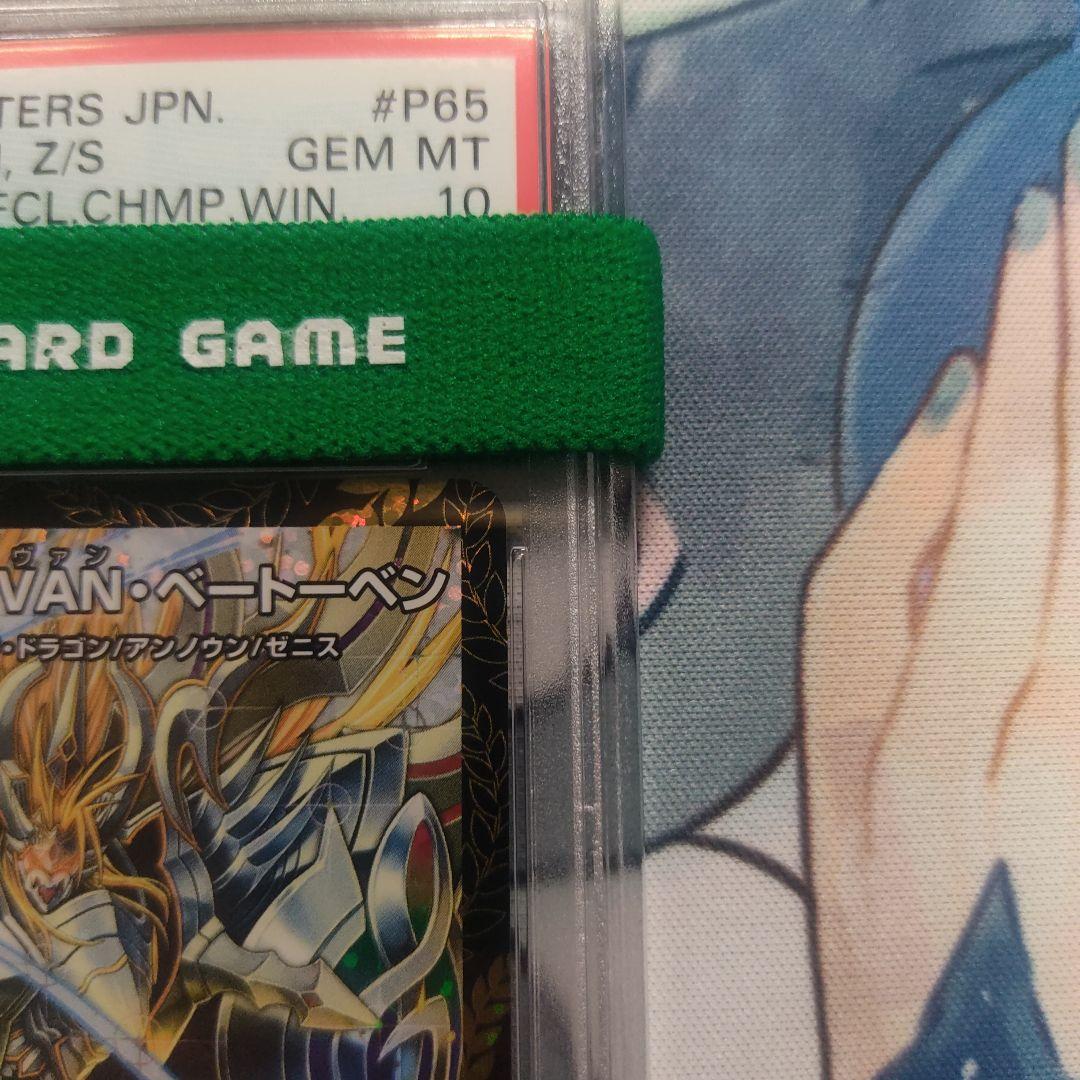 TERS JPN. #P65
, Z/S GEM MT
FCL.CHMP.WIN. 10
ARD GAME
ヴァン
VAN・ベートーベン
・ドラゴン/アンノウン/ゼニス